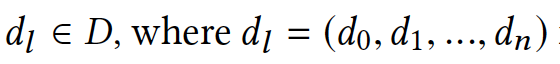 d_l ∈ D, where d_l = (d_0, d_1, ..., d_n)